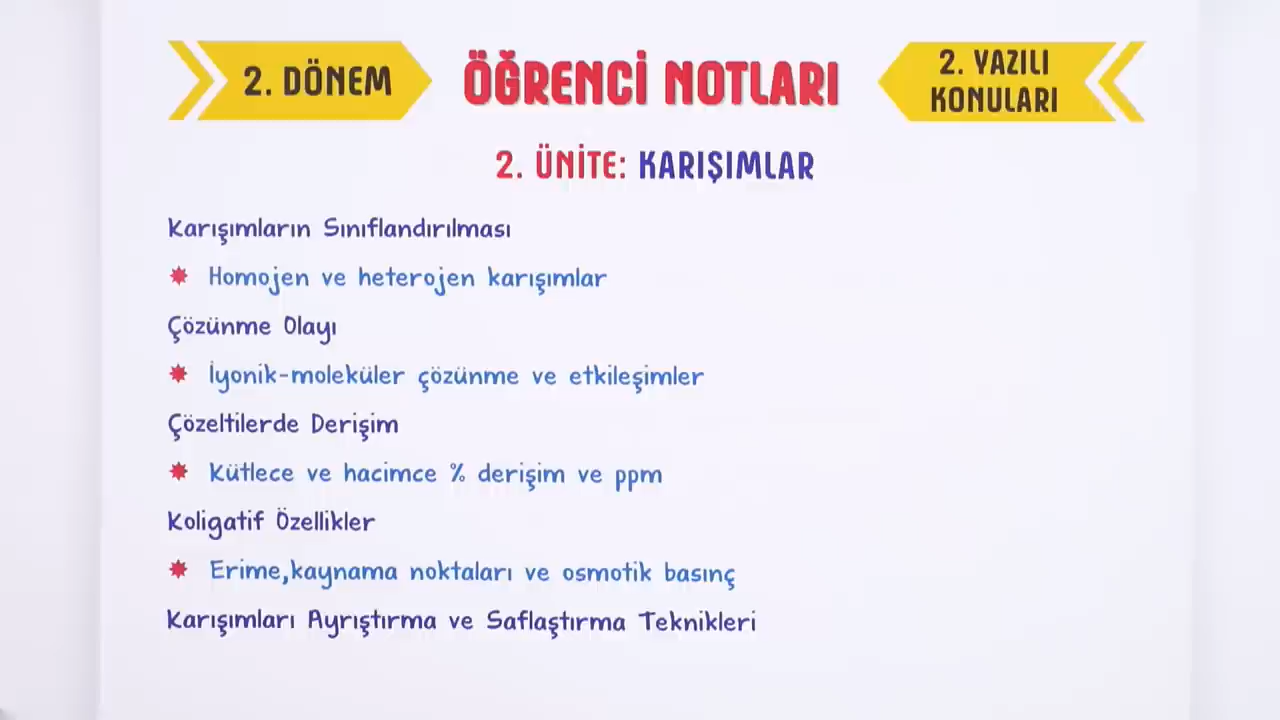 2. DÖNEM
ÖĞRENCİ NOTLARI
2. YAZILI
KONULARI
2. ÜNİTE: KARIŞIMLAR
Karışımların Sınıflandırılması
Homojen ve heterojen karışımlar
Çözünme Olayı
İyonik-moleküler çözünme ve etkileşimler
Çözeltilerde Derişim
Kütlece ve hacimce % derişim ve ppm
Koligatif Özellikler
Erime,kaynama noktaları ve osmotik basınç
Karışımları Ayrıştırma ve Saflaştırma Teknikleri